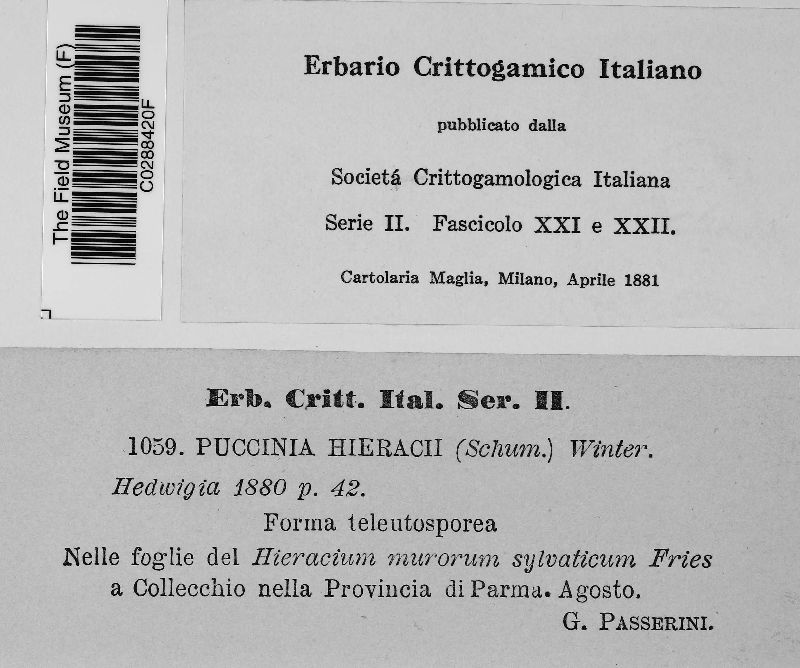 The Field Museum (F)
C0288420F
Erbario Crittogamico Italiano
pubblicato dalla
Societá Crittogamologica Italiana
Serie II. Fascicolo XXI e XXII.
Cartolaria Maglia, Milano, Aprile 1881
Erb. Critt. Ital. Ser. II.
1059. PUCCINIA HIERACII (Schum.) Winter.
Hedwigia 1880 p. 42.
Forma teleutosporea
Nelle foglie del Hieracium murorum sylvaticum Fries
a Collecchio nella Provincia di Parma. Agosto.
G. PASSERINI.